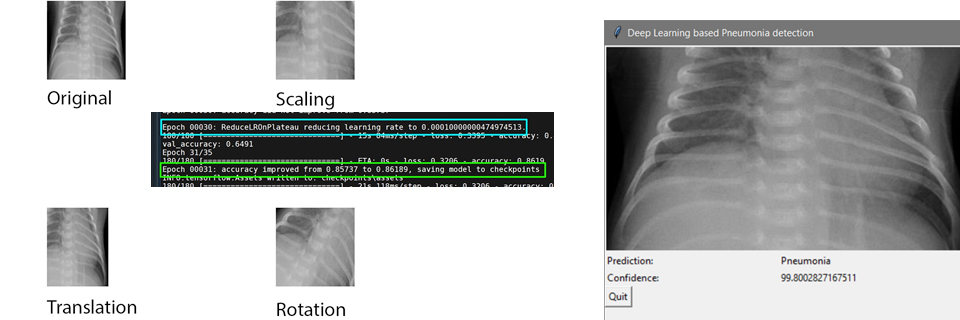 Original
Scaling
Epoch 00030: ReduceLROnPlateau reducing learning rate to 0.00010000000474974513.
180/180 [==============================] - 15s 84ms/step - loss: 0.3395 - accuracy: 0.
val_accuracy: 0.6491
Epoch 31/35
180/180 [==============================] - ETA: 0s - loss: 0.3206 - accuracy: 0.8619
Epoch 00031: accuracy improved from 0.85737 to 0.86189, saving model to checkpoints
INFO:tensorflow:Assets written to: checkpoints\assets
180/180 [==============================] - 21s 118ms/step - loss: 0.3206 - accuracy: 0
Translation
Rotation
Deep Learning based Pneumonia detection
Prediction: Pneumonia
Confidence: 99.8002827167511
Quit